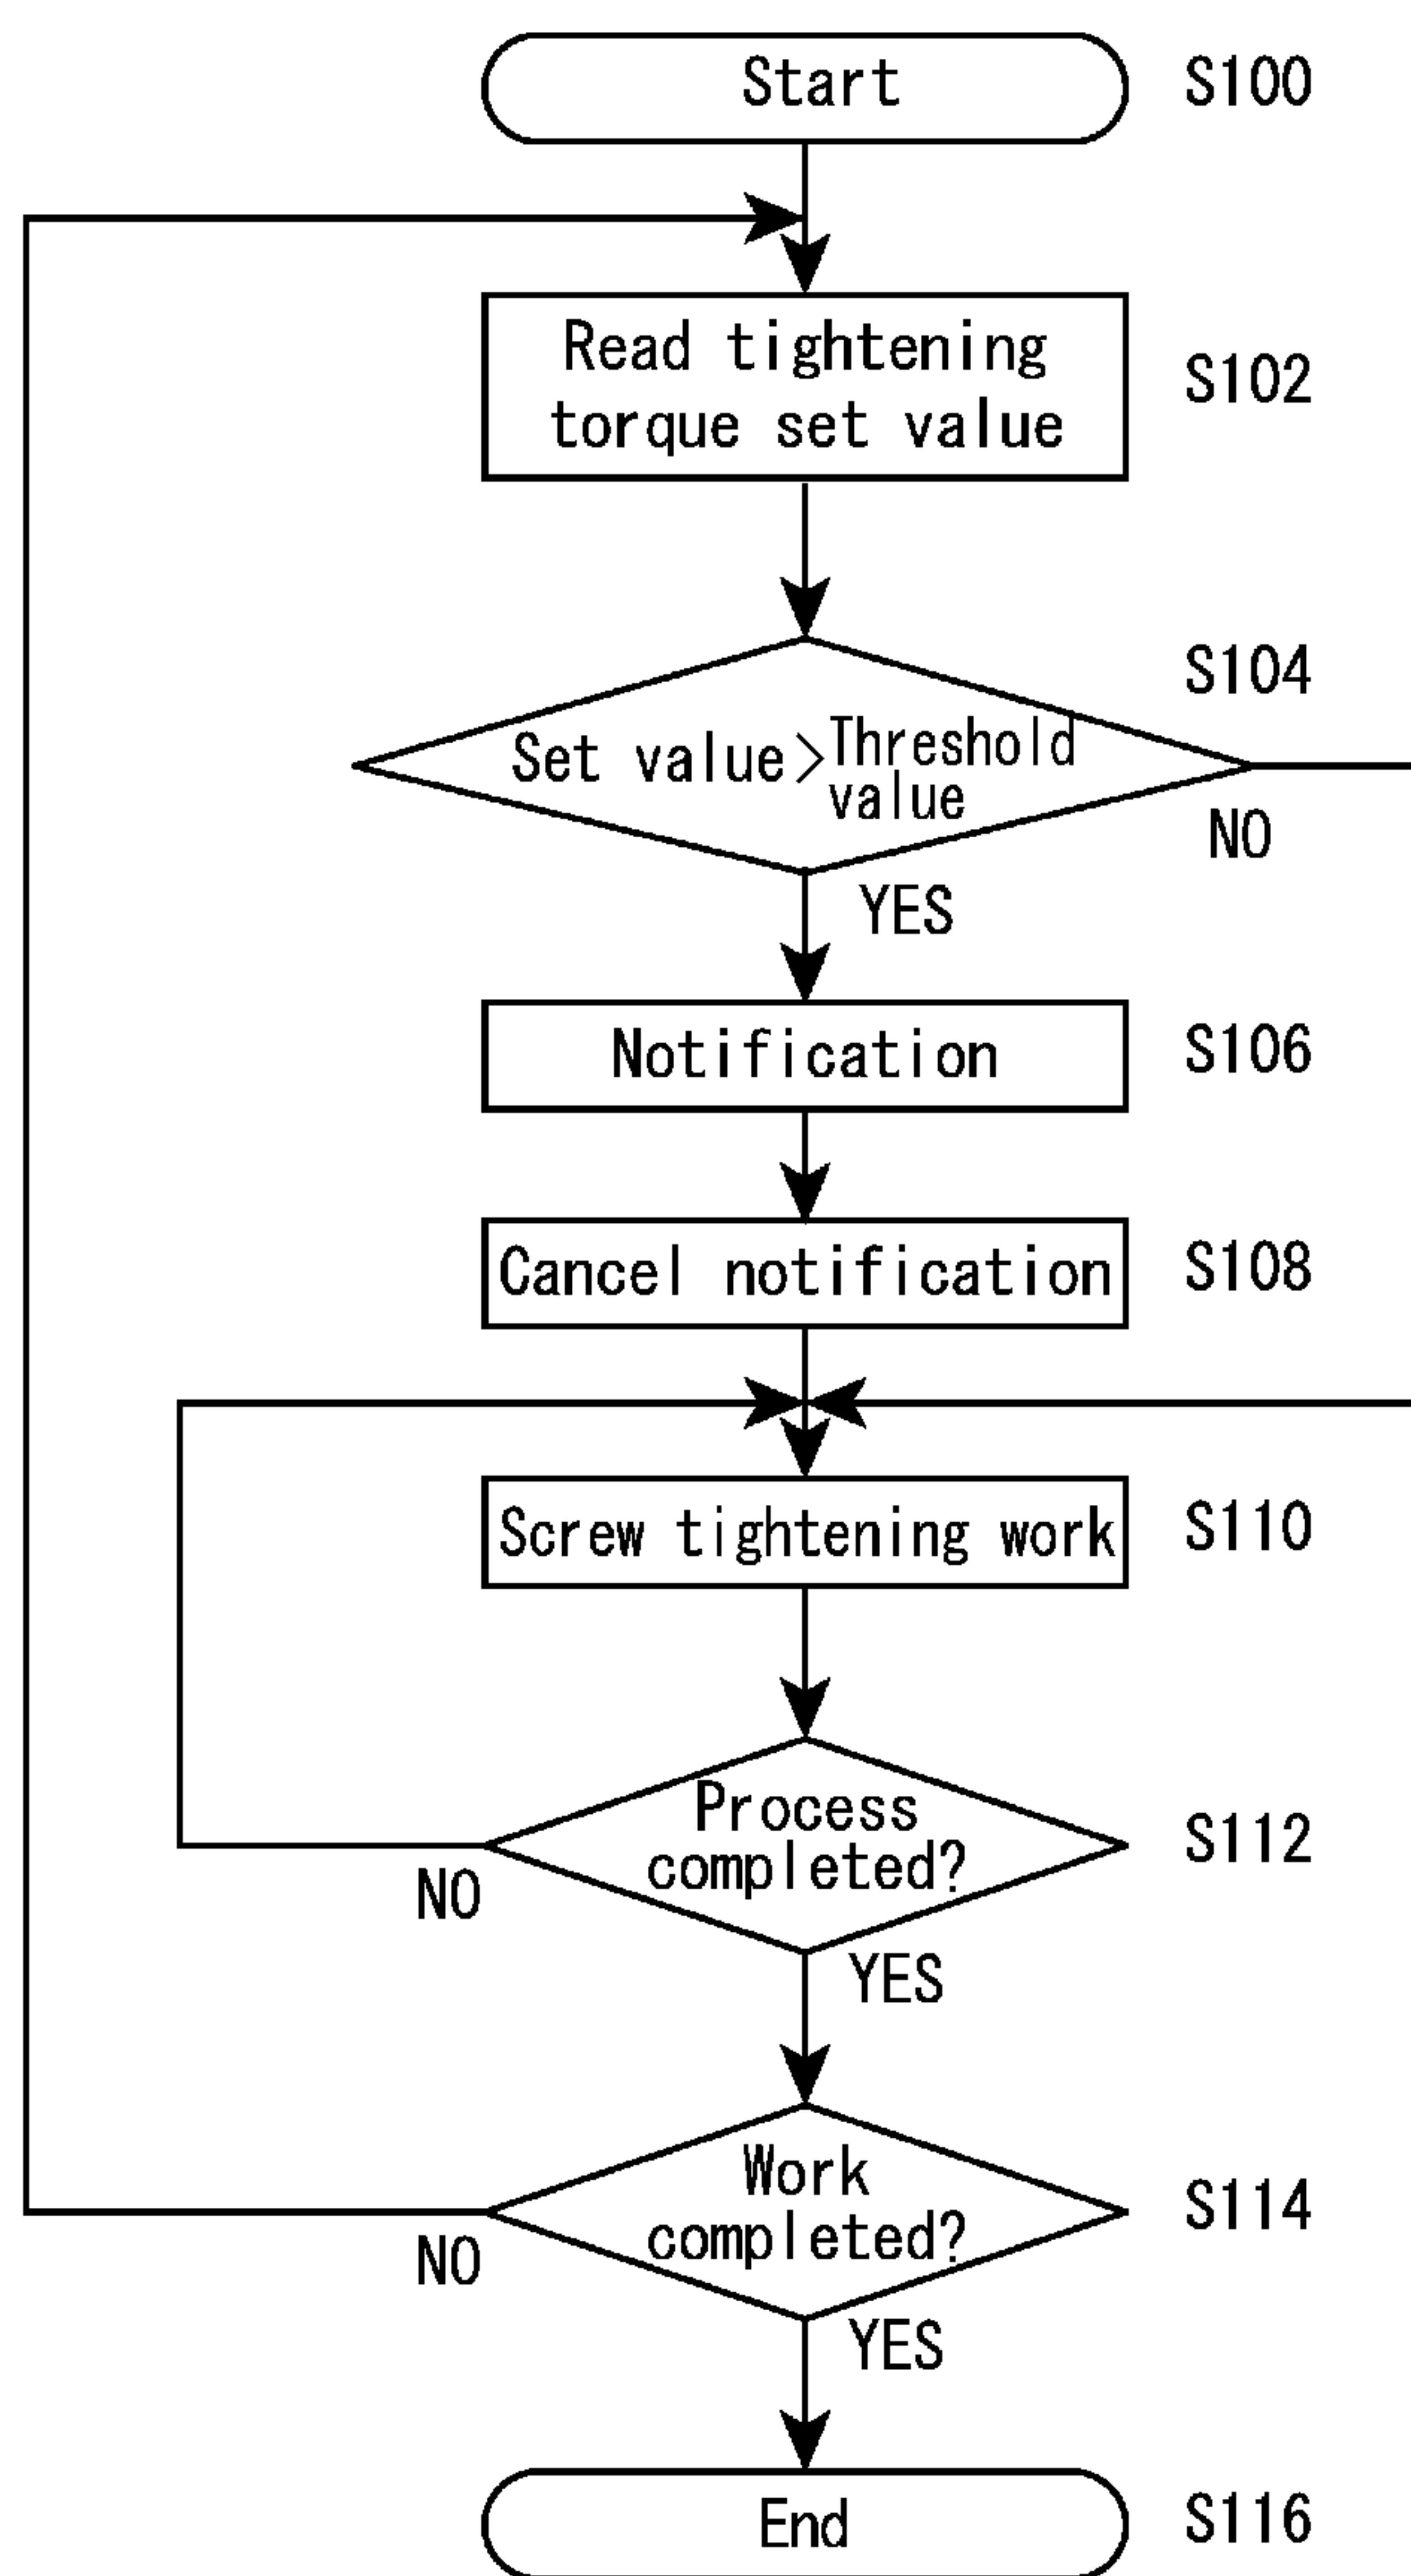 Start
S100
Read tightening
torque set value
S102
S104
Set value>Threshold
value
NO
YES
Notification
S106
Cancel notification
S108
Screw tightening work
S110
Process
completed?
S112
NO
YES
Work
completed?
S114
NO
YES
End
S116